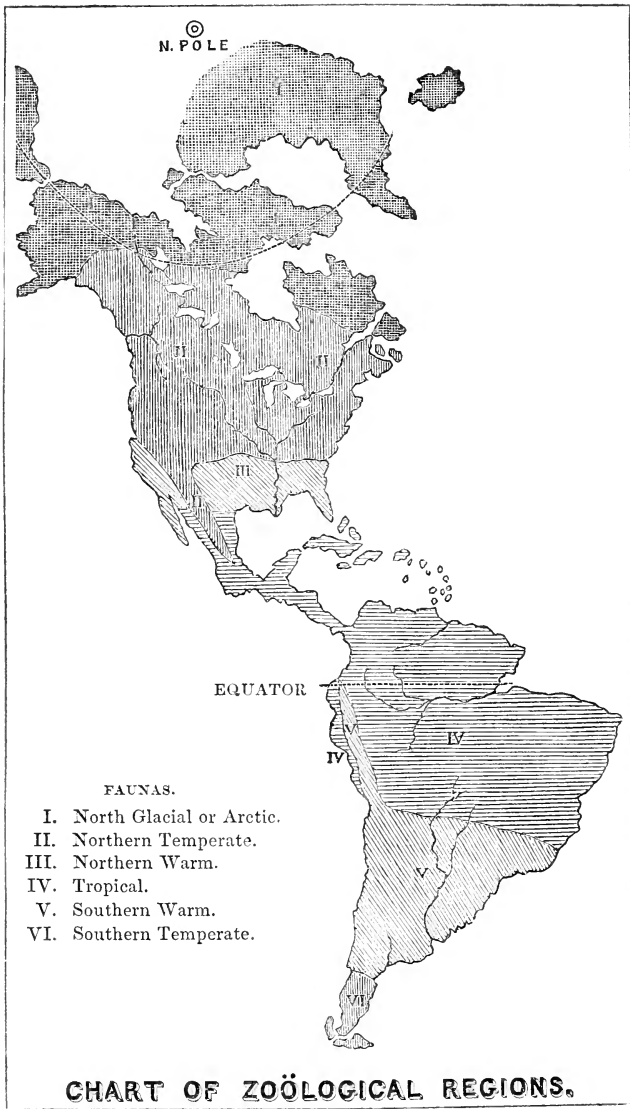 N. POLE
I
II
II
III
II
EQUATOR
V
IV
IV
FAUNAS.
I. North Glacial or Arctic.
II. Northern Temperate.
III. Northern Warm.
IV. Tropical.
V. Southern Warm.
VI. Southern Temperate.
V
VI
CHART OF ZOÖLOGICAL REGIONS.